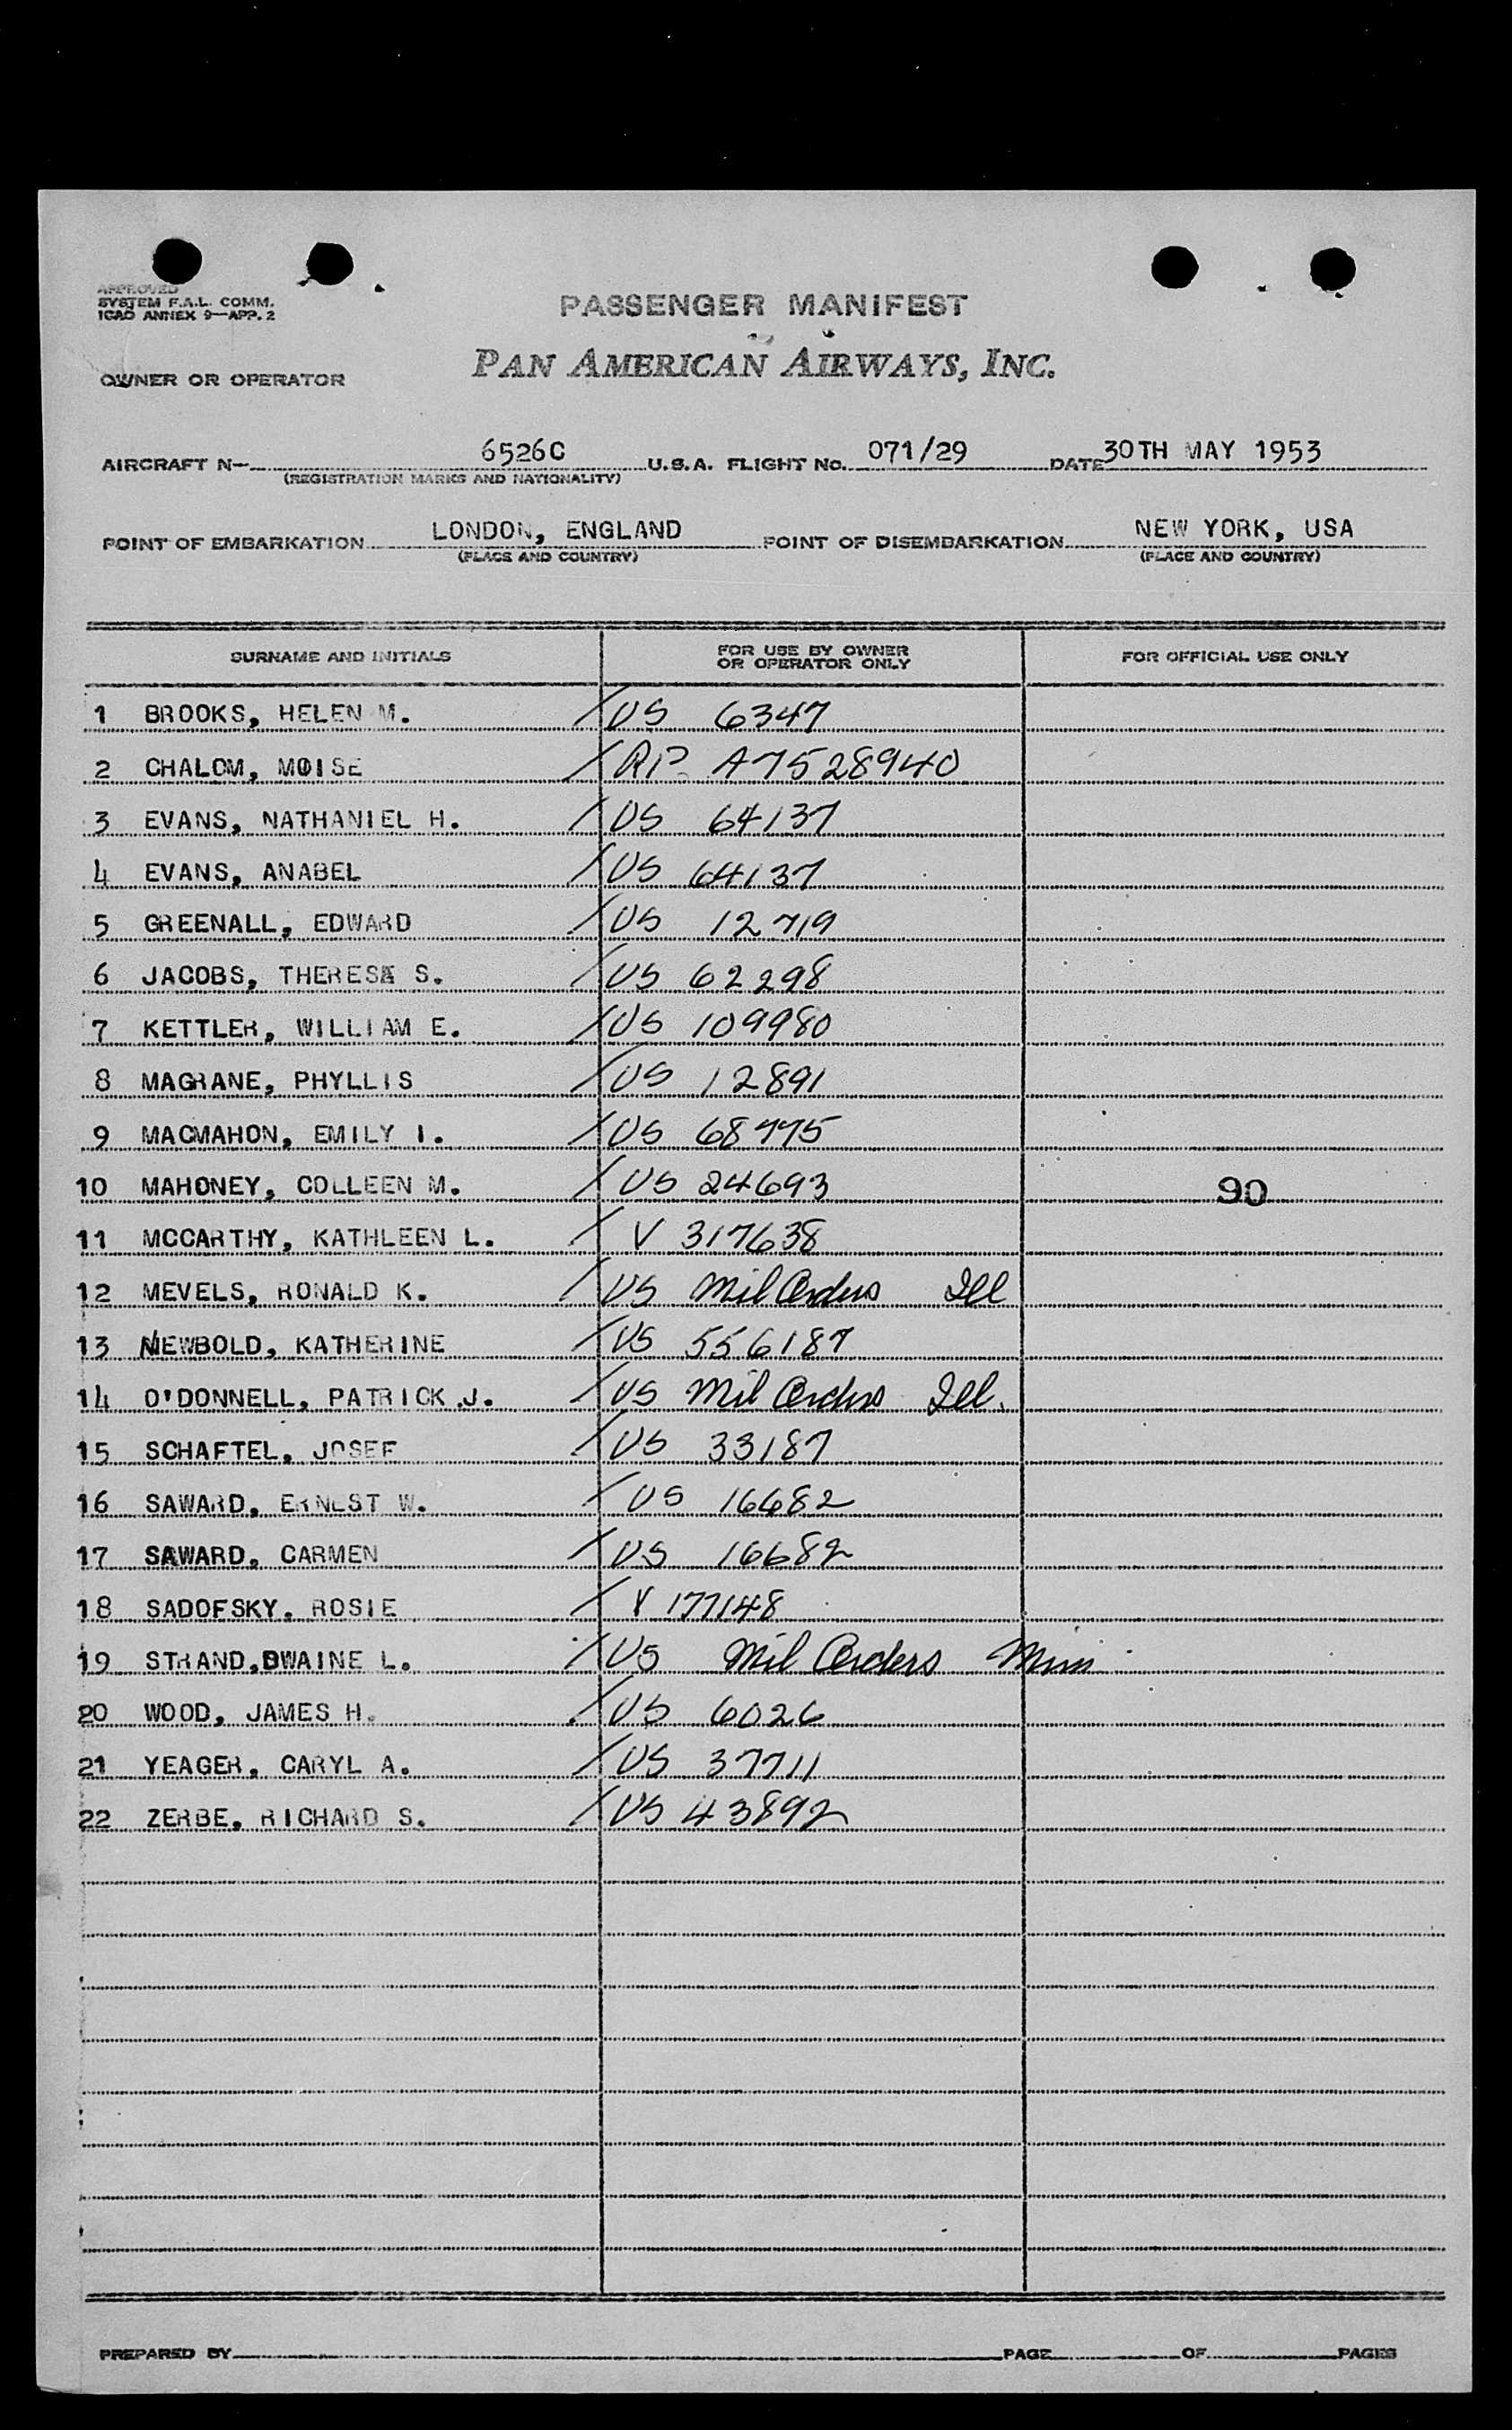 APPROVED
SYSTEM F.A.L. COMM.
ICAO ANNEX 9—APP. 2
PASSENGER MANIFEST
OWNER OR OPERATOR PAN AMERICAN AIRWAYS, INC.
AIRCRAFT N— 6526C U.S.A. FLIGHT No. 071/29 DATE 30TH MAY 1953
(REGISTRATION MARKS AND NATIONALITY)
POINT OF EMBARKATION LONDON, ENGLAND POINT OF DISEMBARKATION NEW YORK, USA
(PLACE AND COUNTRY) (PLACE AND COUNTRY)
SURNAME AND INITIALS FOR USE BY OWNER OR OPERATOR ONLY FOR OFFICIAL USE ONLY
1 BROOKS, HELEN M. / US 6347
2 CHALOM, MOISE / RP A7528940
3 EVANS, NATHANIEL H. / US 64137
4 EVANS, ANABEL / US 64137
5 GREENALL, EDWARD / US 12719
6 JACOBS, THERESA S. / US 62298
7 KETTLER, WILLIAM E. / US 109980
8 MAGRANE, PHYLLIS / US 12891
9 MACMAHON, EMILY I. / US 68775
10 MAHONEY, COLLEEN M. / US 24693 90
11 MCCARTHY, KATHLEEN L. / V 317638
12 MEVELS, RONALD K. / US Mil Orders Ill
13 NEWBOLD, KATHERINE / US 556187
14 O'DONNELL, PATRICK J. / US Mil Orders Ill.
15 SCHAFTEL, JOSEF / US 33187
16 SAWARD, ERNEST W. / US 16682
17 SAWARD, CARMEN / US 16682
18 SADOFSKY, ROSIE / V 177148
19 STRAND, DWAINE L. / US Mil Orders Minn
20 WOOD, JAMES H. / US 6026
21 YEAGER, CARYL A. / US 37711
22 ZERBE, RICHARD S. / US 43892
PREPARED BY PAGE OF PAGES